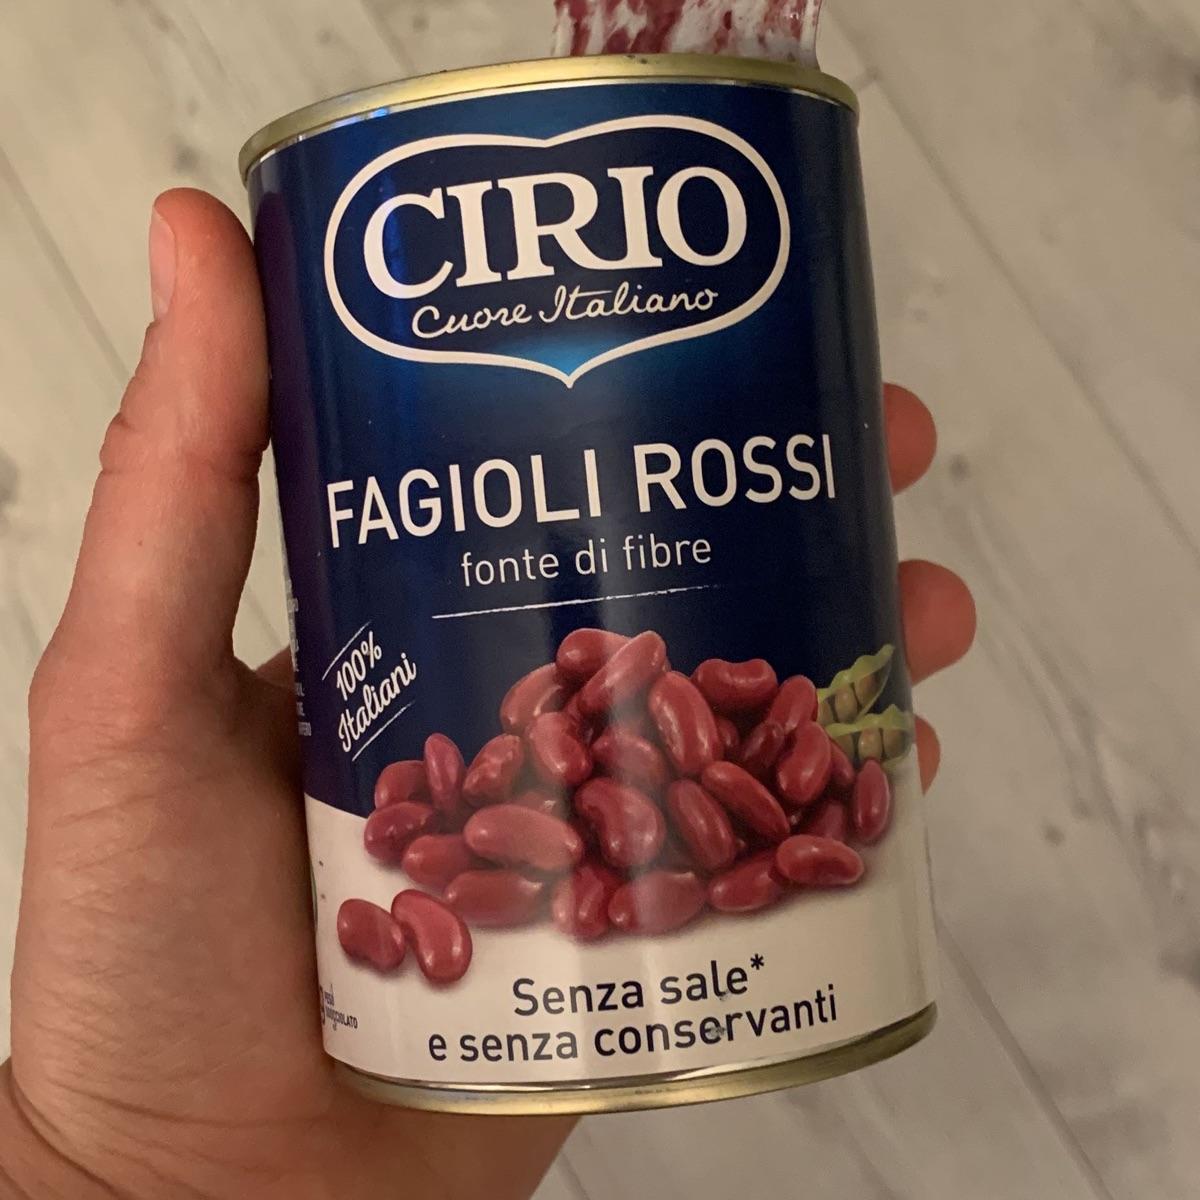 CIRIO
Cuore Italiano
FAGIOLI ROSSI
fonte di fibre
100%
Italiani
Senza sale*
e senza conservanti